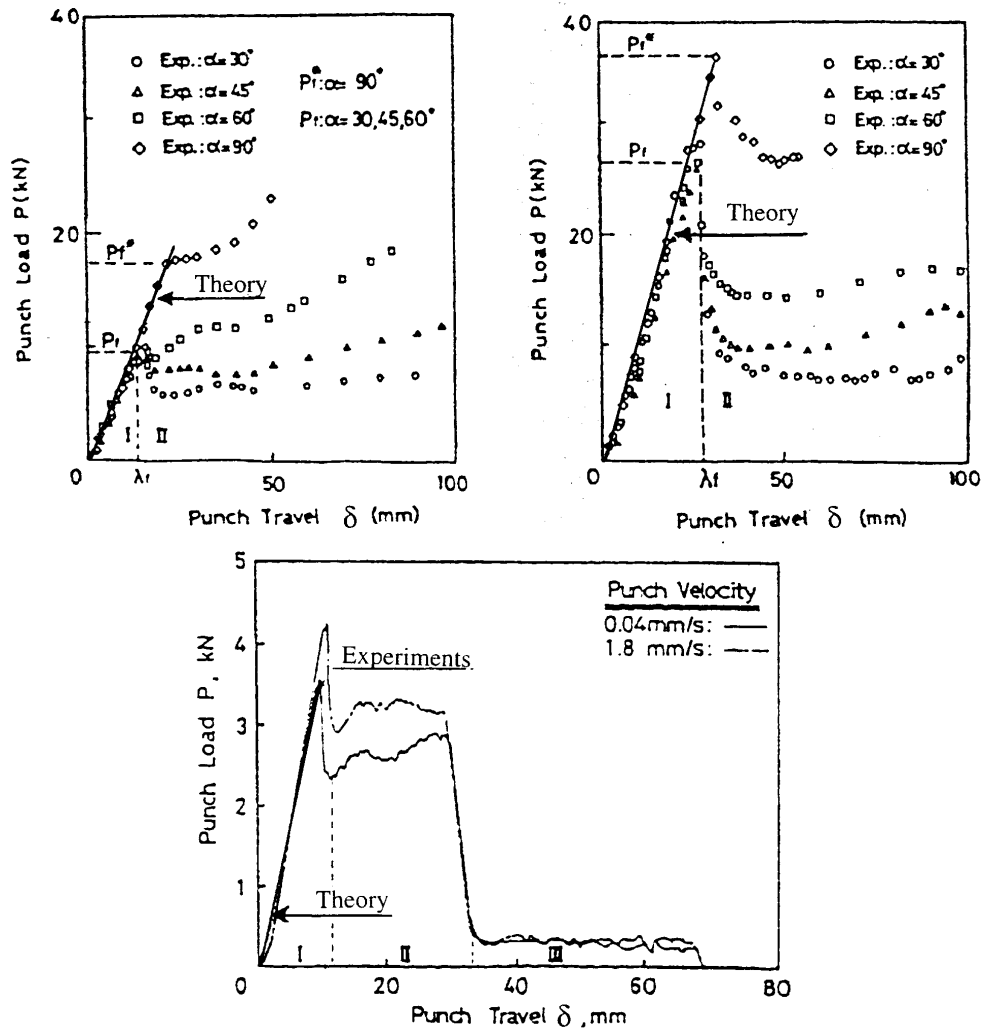 40
Exp.:α=30°
Exp.:α=45°
Exp.:α=60°
Exp.:α=90°
Pf*:α= 90°
Pf:α= 30,45,60°
Punch Load P(kN)
20
Pf*
Theory
Pf
I II
0 λf 50 100
Punch Travel δ (mm)
40
Pf*
Exp.:α=30°
Exp.:α=45°
Exp.:α=60°
Exp.:α=90°
Punch Load P(kN)
Pf
Theory
20
I II
0 λf 50 100
Punch Travel δ (mm)
5
Punch Velocity
0.04mm/s:
1.8 mm/s:
4
Experiments
Punch Load P, kN
3
2
1
Theory
I II III
0 20 40 60 80
Punch Travel δ ,mm